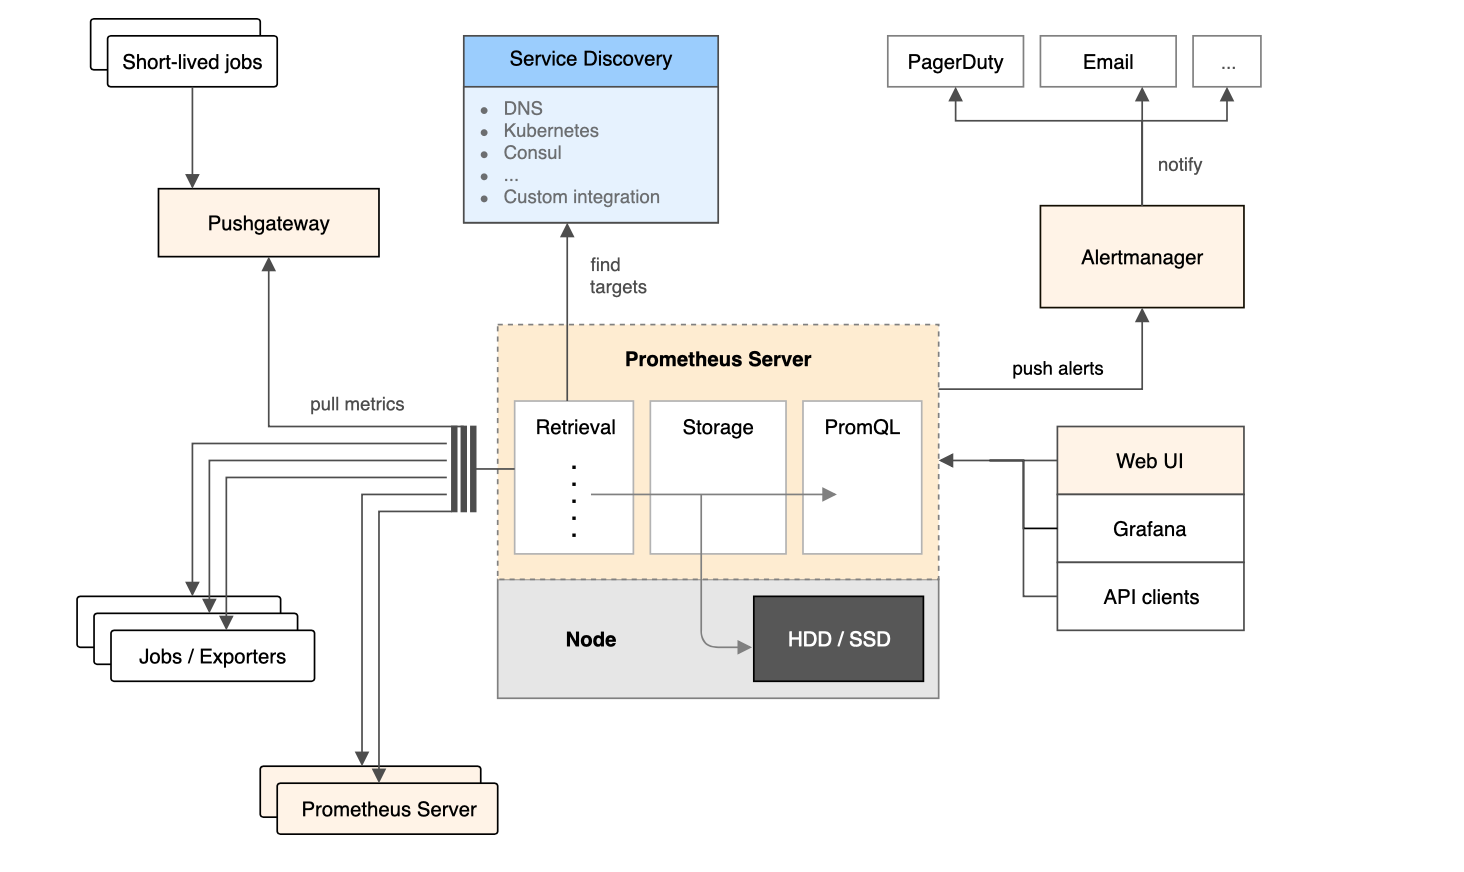 Short-lived jobs
Service Discovery
PagerDuty
Email
...
DNS
Kubernetes
Consul
...
Custom integration
notify
Pushgateway
Alertmanager
find
targets
Prometheus Server
push alerts
pull metrics
Retrieval
Storage
PromQL
Web UI
Grafana
API clients
Node
HDD / SSD
Jobs / Exporters
Prometheus Server